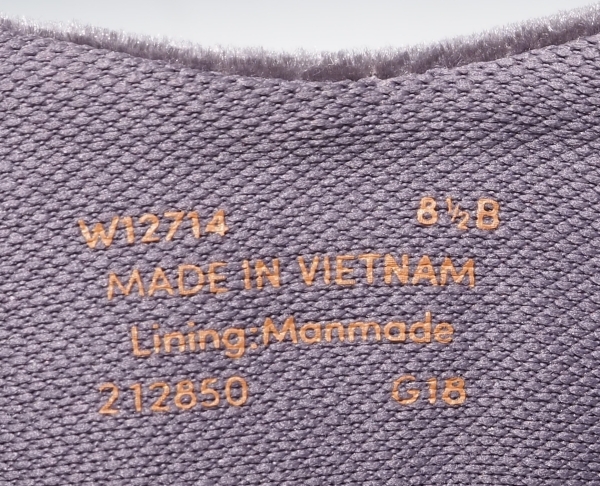 W12714 8½B
MADE IN VIETNAM
Lining:Manmade
212850 G18